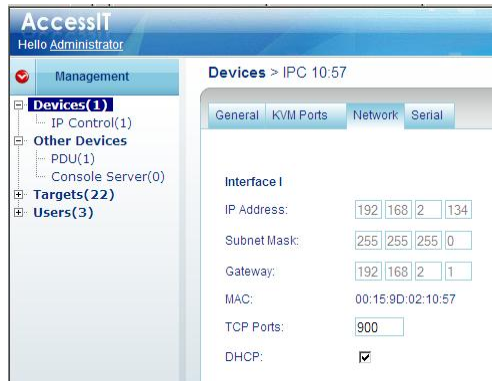 AccessIT
Hello Administrator
Management
Devices(1)
IP Control(1)
Other Devices
PDU(1)
Console Server(0)
Targets(22)
Users(3)
Devices > IPC 10:57
General KVM Ports Network Serial
Interface I
IP Address: 192 168 2 134
Subnet Mask: 255 255 255 0
Gateway: 192 168 2 1
MAC: 00:15:9D:02:10:57
TCP Ports: 900
DHCP: